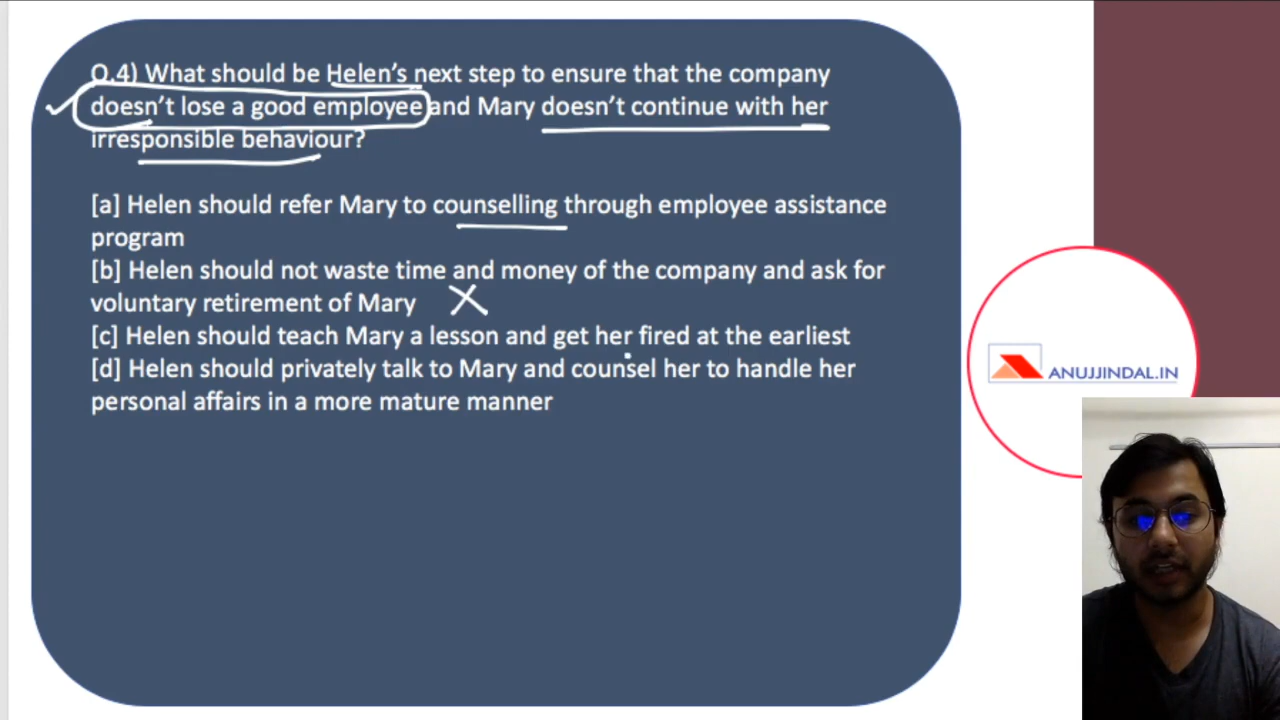 Q.4) What should be Helen's next step to ensure that the company
doesn't lose a good employee and Mary doesn't continue with her
irresponsible behaviour?
[a] Helen should refer Mary to counselling through employee assistance
program
[b] Helen should not waste time and money of the company and ask for
voluntary retirement of Mary
[c] Helen should teach Mary a lesson and get her fired at the earliest
[d] Helen should privately talk to Mary and counsel her to handle her
personal affairs in a more mature manner
ANUJJINDAL.IN